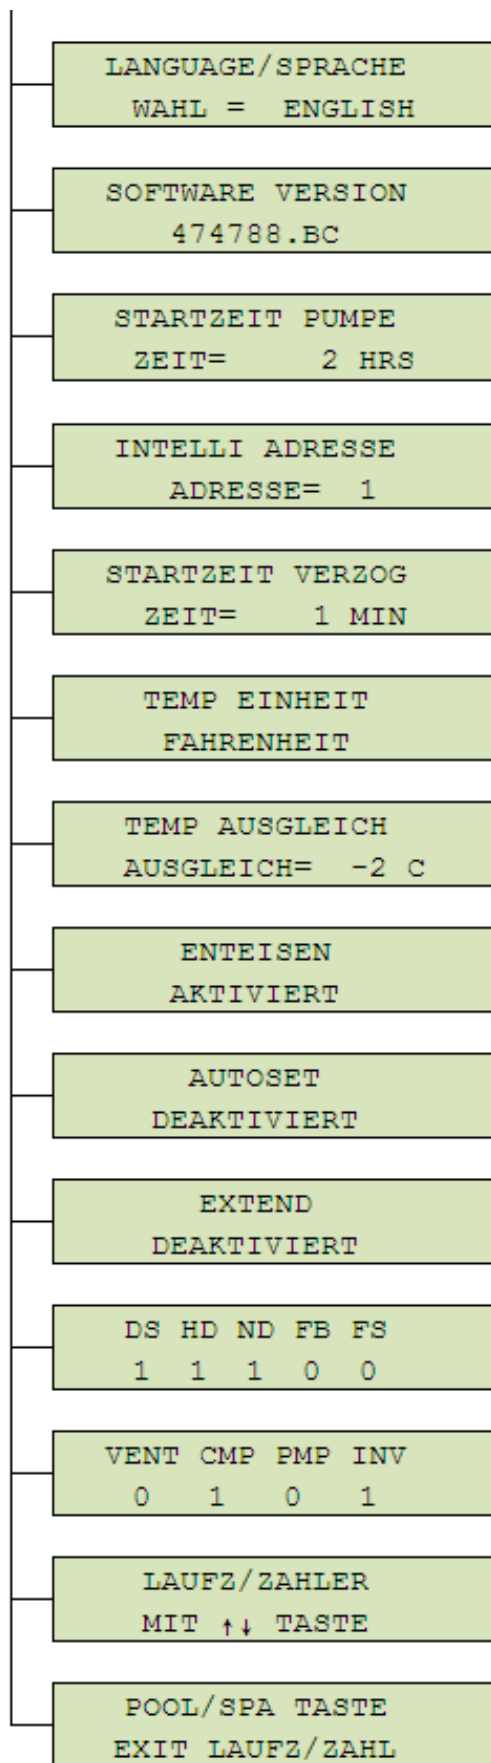 LANGUAGE/SPRACHE
WAHL = ENGLISH
SOFTWARE VERSION
474788.BC
STARTZEIT PUMPE
ZEIT= 2 HRS
INTELLI ADRESSE
ADRESSE= 1
STARTZEIT VERZOG
ZEIT= 1 MIN
TEMP EINHEIT
FAHRENHEIT
TEMP AUSGLEICH
AUSGLEICH= -2 C
ENTEISEN
AKTIVIERT
AUTOSET
DEAKTIVIERT
EXTEND
DEAKTIVIERT
DS HD ND FB FS
1 1 1 0 0
VENT CMP PMP INV
0 1 0 1
LAUFZ/ZAHLER
MIT ↑↓ TASTE
POOL/SPA TASTE
EXIT LAUFZ/ZAHL